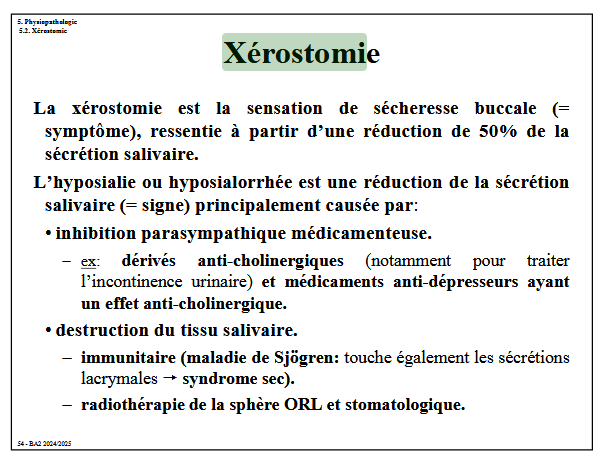 5. Physiopathologie
5.2. Xérostomie
Xérostomie
La xérostomie est la sensation de sécheresse buccale (=
symptôme), ressentie à partir d’une réduction de 50% de la
sécrétion salivaire.
L’hyposialie ou hyposialorrhée est une réduction de la sécrétion
salivaire (= signe) principalement causée par:
• inhibition parasympathique médicamenteuse.
– ex: dérivés anti-cholinergiques (notamment pour traiter
l’incontinence urinaire) et médicaments anti-dépresseurs ayant
un effet anti-cholinergique.
• destruction du tissu salivaire.
– immunitaire (maladie de Sjögren: touche également les sécrétions
lacrymales → syndrome sec).
– radiothérapie de la sphère ORL et stomatologique.
54 - BA2 2024/2025